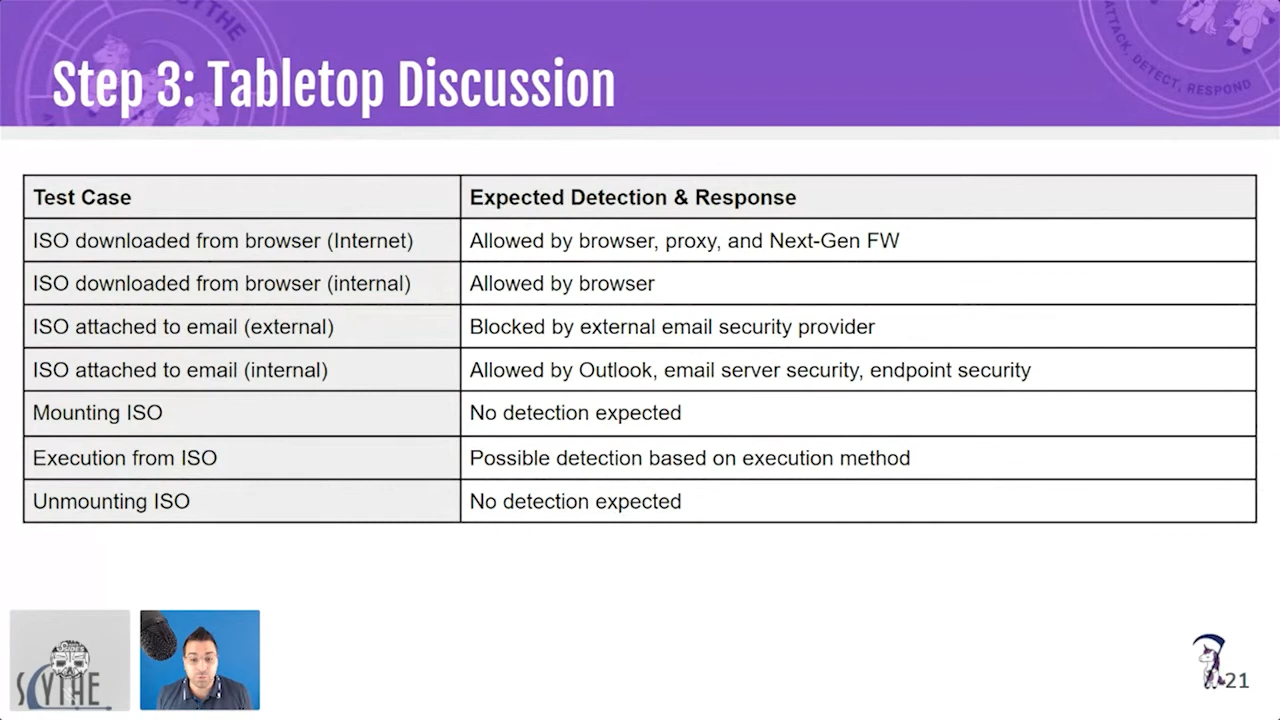 Step 3: Tabletop Discussion
ATTACK, DETECT, RESPOND
Test Case
Expected Detection & Response
ISO downloaded from browser (Internet)
Allowed by browser, proxy, and Next-Gen FW
ISO downloaded from browser (internal)
Allowed by browser
ISO attached to email (external)
Blocked by external email security provider
ISO attached to email (internal)
Allowed by Outlook, email server security, endpoint security
Mounting ISO
No detection expected
Execution from ISO
Possible detection based on execution method
Unmounting ISO
No detection expected
SCYTHE
21